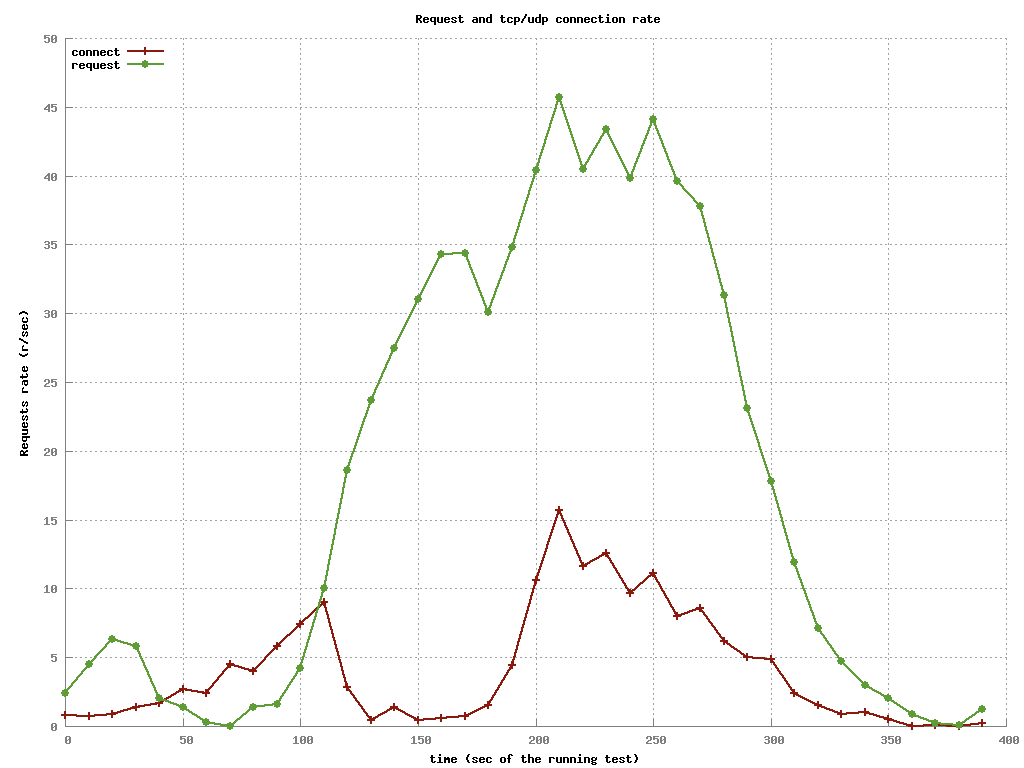 Request and tcp/udp connection rate
connect
request
50
45
40
35
30
25
20
15
10
5
0
Requests rate (r/sec)
0 50 100 150 200 250 300 350 400
time (sec of the running test)